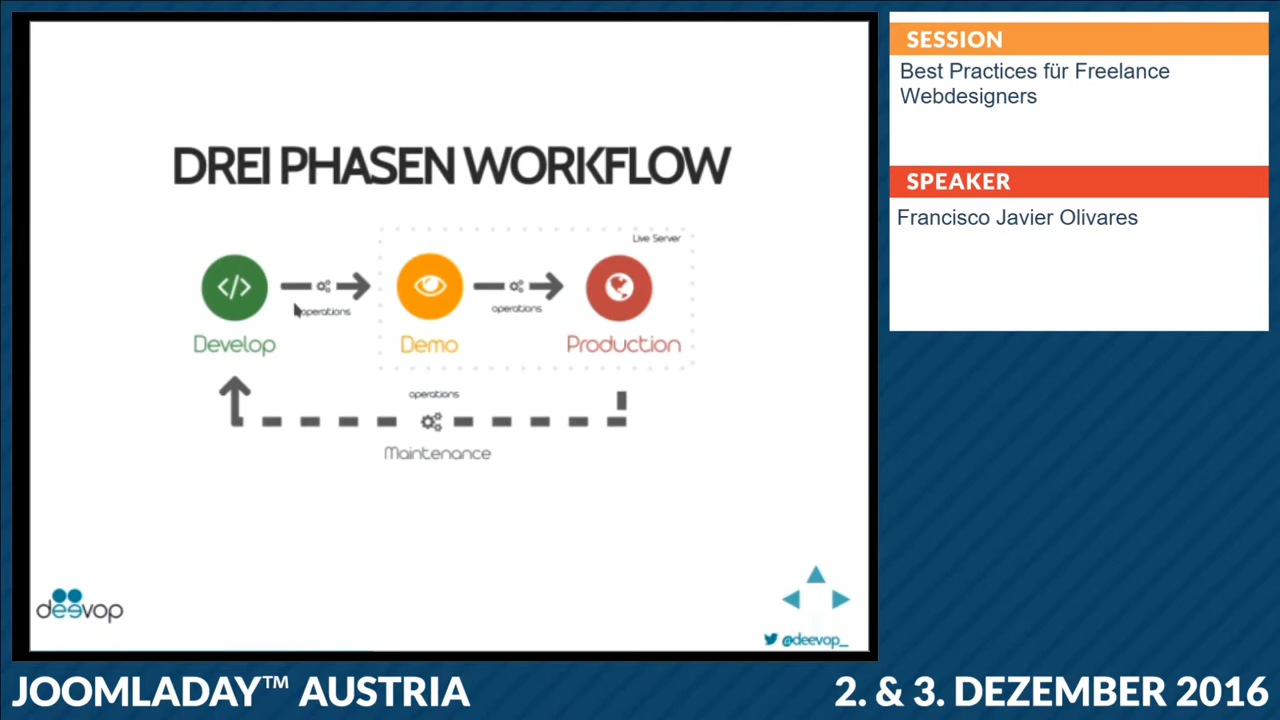 DREI PHASEN WORKFLOW
Live Server
operations
operations
Develop
Demo
Production
operations
Maintenance
deevop
@deevop_
SESSION
Best Practices für Freelance
Webdesigners
SPEAKER
Francisco Javier Olivares
JOOMLADAY™ AUSTRIA
2. & 3. DEZEMBER 2016